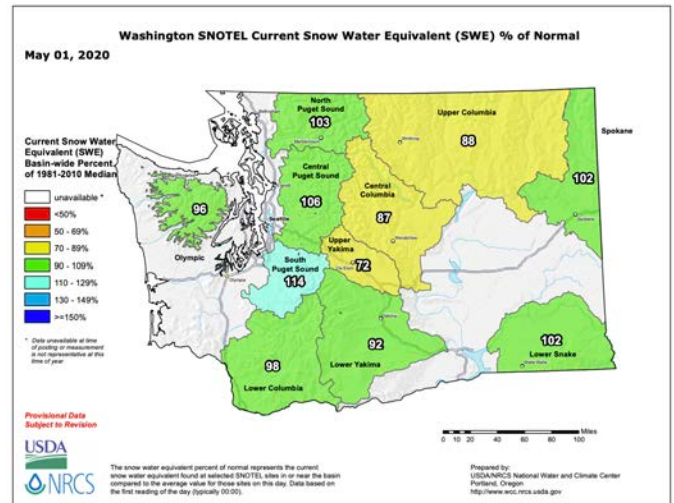 Washington SNOTEL Current Snow Water Equivalent (SWE) % of Normal
May 01, 2020
Current Snow Water
Equivalent (SWE)
Basin-wide Percent
of 1981-2010 Median
unavailable *
<50%
50 - 69%
70 - 89%
90 - 109%
110 - 129%
130 - 149%
>=150%
* Data unavailable at time
of posting or measurement
is not representative at this
time of year
Provisional Data
Subject to Revision
North
Puget Sound
103
Upper Columbia
88
Spokane
102
Central
Puget Sound
106
Central
Columbia
87
96
Olympic
Seattle
Upper
Yakima
72
South
Puget Sound
114
92
Lower Yakima
98
Lower Columbia
102
Lower Snake
Miles
0 10 20 40 60 80 100
USDA
NRCS
The snow water equivalent percent of normal represents the current
snow water equivalent found at selected SNOTEL sites in or near the basin
compared to the average value for those sites on this day. Data based on
the first reading of the day (typically 00:00).
Prepared by:
USDA/NRCS National Water and Climate Center
Portland, Oregon
http://www.wcc.nrcs.usda.gov